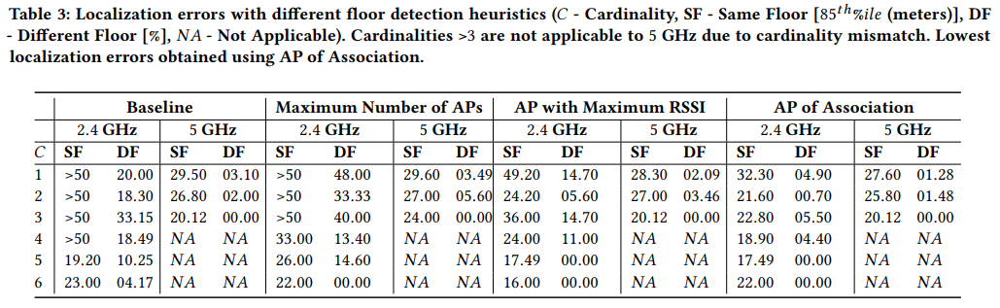 Table 3: Localization errors with different floor detection heuristics (C - Cardinality, SF - Same Floor [85th%ile (meters)], DF
- Different Floor [%], NA - Not Applicable). Cardinalities >3 are not applicable to 5 GHz due to cardinality mismatch. Lowest
localization errors obtained using AP of Association.
Baseline Maximum Number of APs AP with Maximum RSSI AP of Association
2.4 GHz 5 GHz 2.4 GHz 5 GHz 2.4 GHz 5 GHz 2.4 GHz 5 GHz
C SF DF SF DF SF DF SF DF SF DF SF DF SF DF SF DF
1 >50 20.00 29.50 03.10 >50 48.00 29.60 03.49 49.20 14.70 28.30 02.09 32.30 04.90 27.60 01.28
2 >50 18.30 26.80 02.00 >50 33.33 27.00 05.60 24.20 05.60 27.00 03.46 21.60 00.70 25.80 01.48
3 >50 33.15 20.12 00.00 >50 40.00 24.00 00.00 36.00 14.70 20.12 00.00 22.80 05.50 20.12 00.00
4 >50 18.49 NA NA 33.00 13.40 NA NA 24.00 11.00 NA NA 18.90 04.40 NA NA
5 19.20 10.25 NA NA 26.00 14.60 NA NA 17.49 00.00 NA NA 17.49 00.00 NA NA
6 23.00 04.17 NA NA 22.00 00.00 NA NA 16.00 00.00 NA NA 22.00 00.00 NA NA